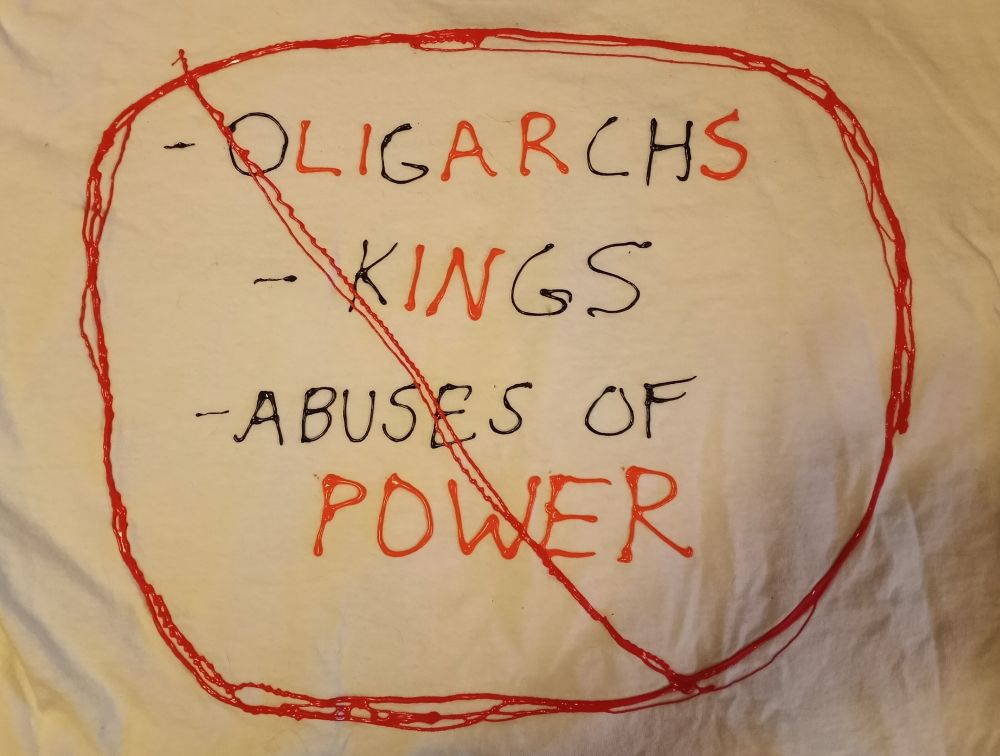 - OLIGARCHS
- KINGS
- ABUSES OF
POWER